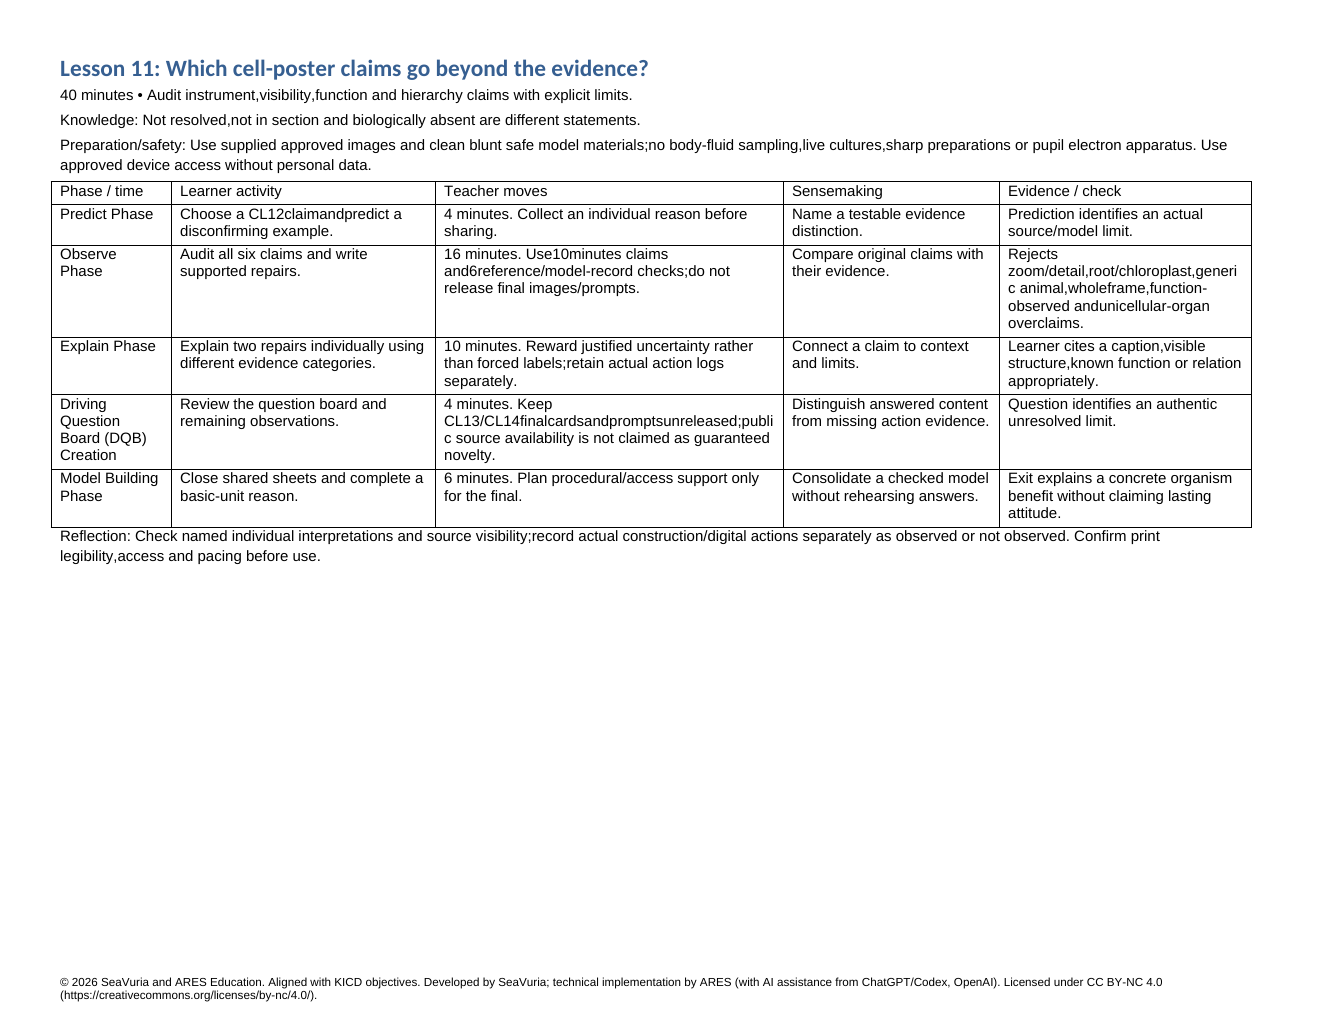 Lesson 11: Which cell-poster claims go beyond the evidence?
40 minutes • Audit instrument,visibility,function and hierarchy claims with explicit limits.
Knowledge: Not resolved,not in section and biologically absent are different statements.
Preparation/safety: Use supplied approved images and clean blunt safe model materials;no body-fluid sampling,live cultures,sharp preparations or pupil electron apparatus. Use
approved device access without personal data.
Phase / time
Learner activity
Teacher moves
Sensemaking
Evidence / check
Predict Phase
Choose a CL12claimandpredict a
disconfirming example.
4 minutes. Collect an individual reason before
sharing.
Name a testable evidence
distinction.
Prediction identifies an actual
source/model limit.
Observe
Phase
Audit all six claims and write
supported repairs.
16 minutes. Use10minutes claims
and6reference/model-record checks;do not
release final images/prompts.
Compare original claims with
their evidence.
Rejects
zoom/detail,root/chloroplast,generi
c animal,wholeframe,function-
observed andunicellular-organ
overclaims.
Explain Phase
Explain two repairs individually using
different evidence categories.
10 minutes. Reward justified uncertainty rather
than forced labels;retain actual action logs
separately.
Connect a claim to context
and limits.
Learner cites a caption,visible
structure,known function or relation
appropriately.
Driving
Question
Board (DQB)
Creation
Review the question board and
remaining observations.
4 minutes. Keep
CL13/CL14finalcardsandpromptsunreleased;publi
c source availability is not claimed as guaranteed
novelty.
Distinguish answered content
from missing action evidence.
Question identifies an authentic
unresolved limit.
Model Building
Phase
Close shared sheets and complete a
basic-unit reason.
6 minutes. Plan procedural/access support only
for the final.
Consolidate a checked model
without rehearsing answers.
Exit explains a concrete organism
benefit without claiming lasting
attitude.
Reflection: Check named individual interpretations and source visibility;record actual construction/digital actions separately as observed or not observed. Confirm print
legibility,access and pacing before use.
© 2026 SeaVuria and ARES Education. Aligned with KICD objectives. Developed by SeaVuria; technical implementation by ARES (with AI assistance from ChatGPT/Codex, OpenAI). Licensed under CC BY-NC 4.0
(https://creativecommons.org/licenses/by-nc/4.0/).